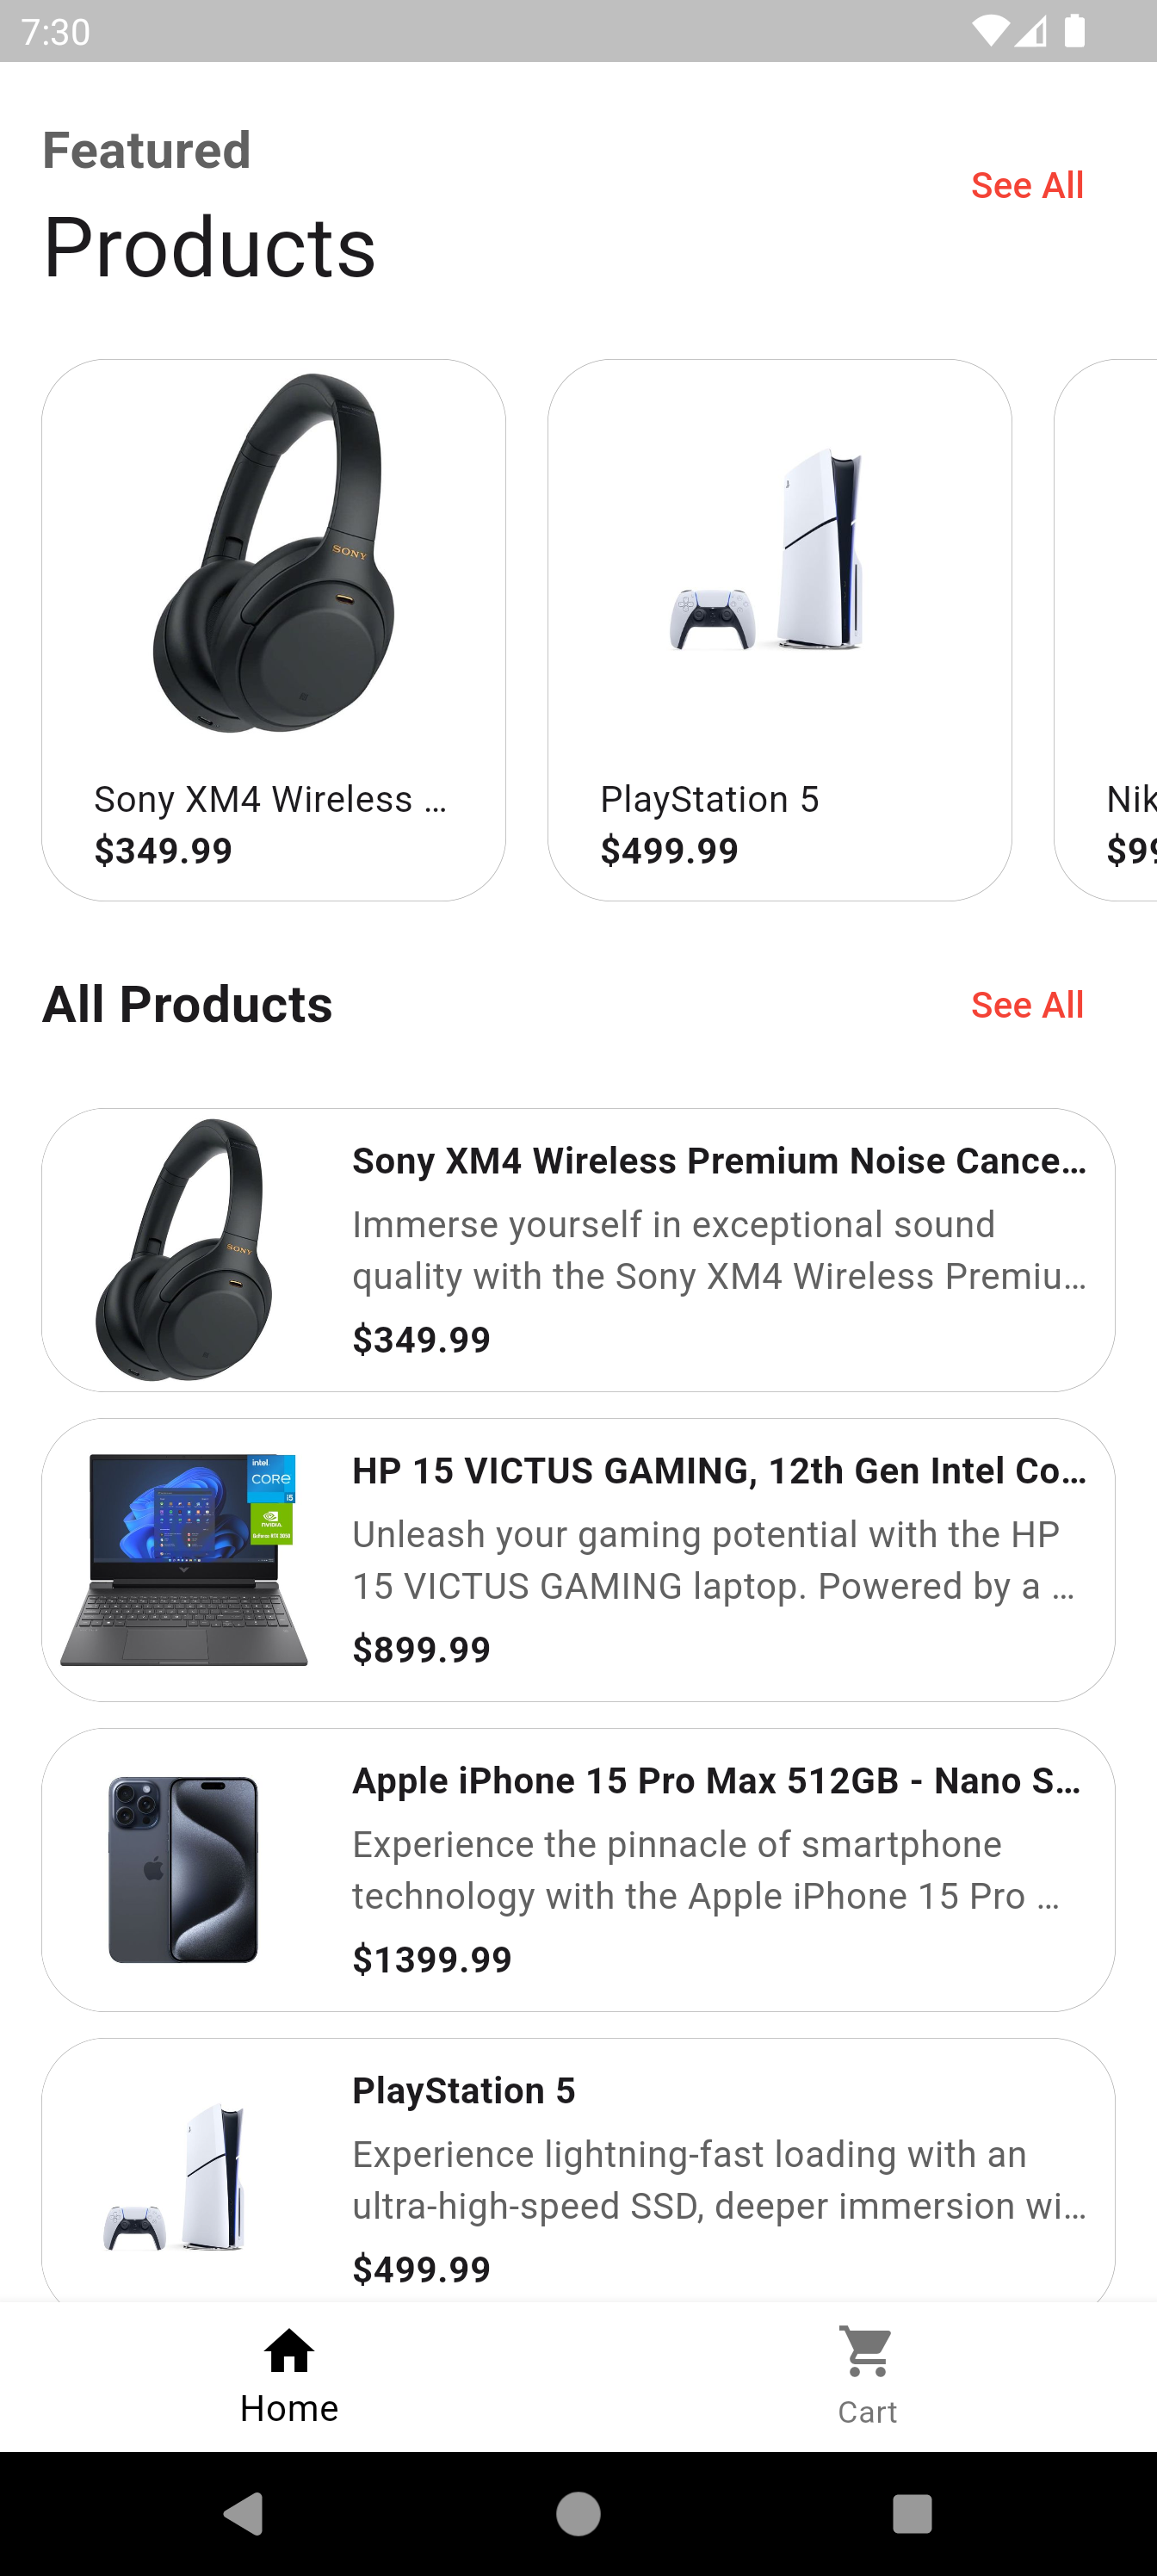 7:30
Featured
Products
See All
SONY
Sony XM4 Wireless ...
$349.99
PlayStation 5
$499.99
Nik
$99
All Products
See All
SONY
Sony XM4 Wireless Premium Noise Cance...
Immerse yourself in exceptional sound
quality with the Sony XM4 Wireless Premiu...
$349.99
intel.
CORE
i5
NVIDIA
HP 15 VICTUS GAMING, 12th Gen Intel Co...
Unleash your gaming potential with the HP
15 VICTUS GAMING laptop. Powered by a ...
$899.99
Apple iPhone 15 Pro Max 512GB - Nano S...
Experience the pinnacle of smartphone
technology with the Apple iPhone 15 Pro ...
$1399.99
PlayStation 5
Experience lightning-fast loading with an
ultra-high-speed SSD, deeper immersion wi...
$499.99
Home
Cart